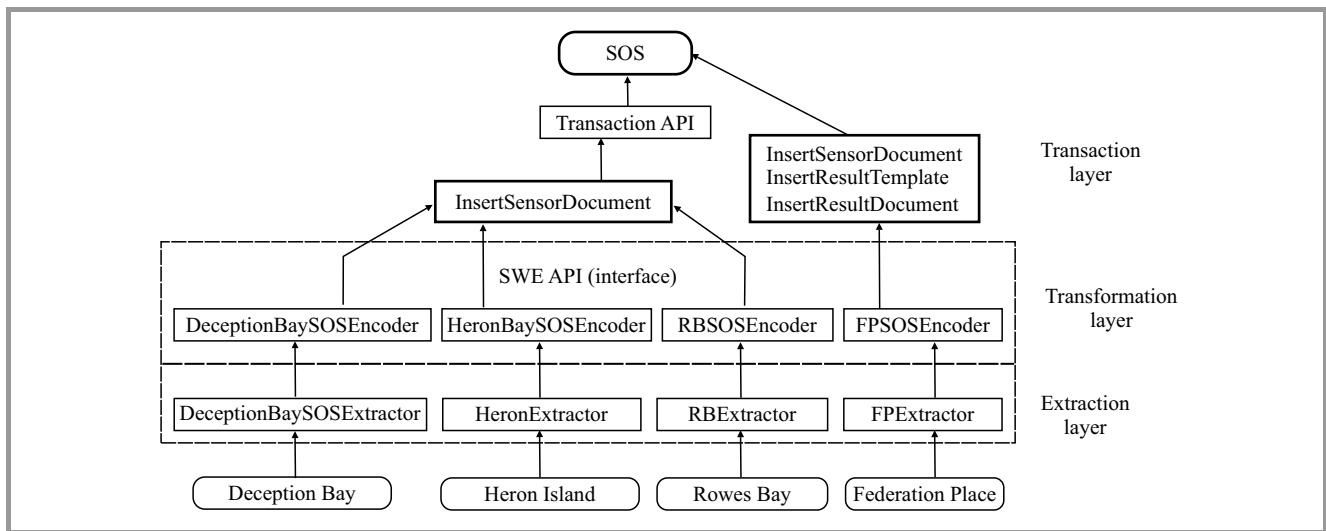 SOS
Transaction API
InsertSensorDocument
InsertResultTemplate
InsertResultDocument
Transaction
layer
InsertSensorDocument
SWE API (interface)
DeceptionBaySOSEncoder
HeronBaySOSEncoder
RBSOSEncoder
FPSOSEncoder
Transformation
layer
DeceptionBaySOSExtractor
HeronExtractor
RBExtractor
FPExtractor
Extraction
layer
Deception Bay
Heron Island
Rowes Bay
Federation Place